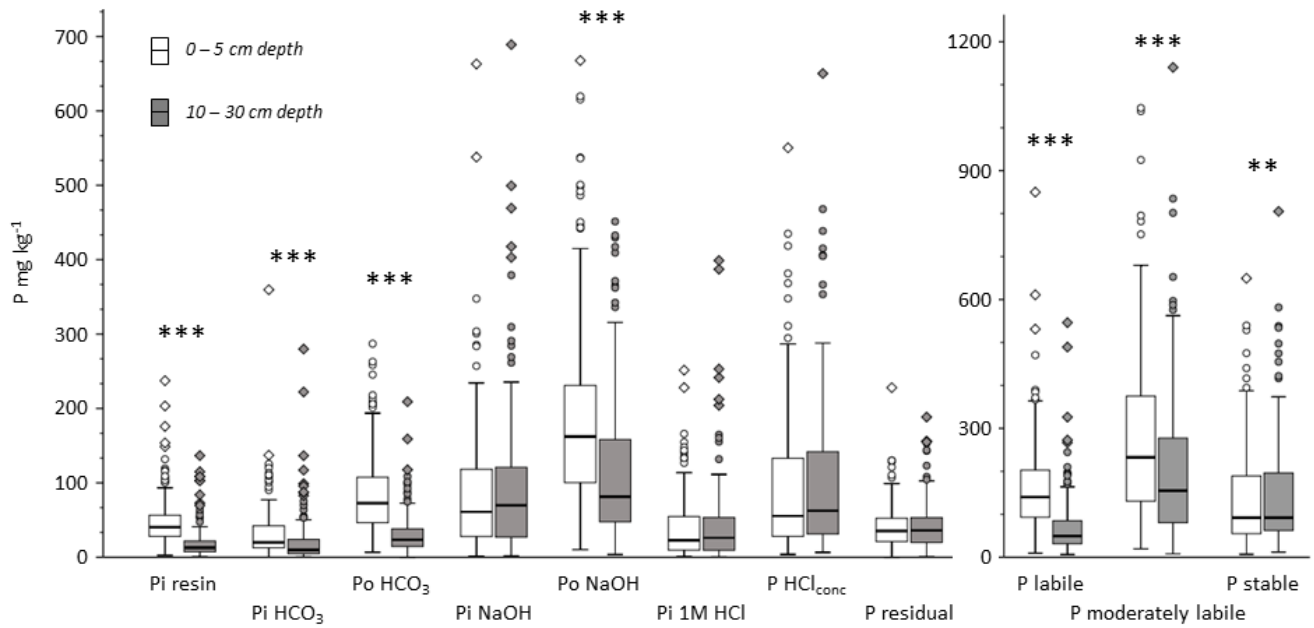 P mg kg⁻¹
700
600
500
400
300
200
100
0
0 – 5 cm depth
10 – 30 cm depth
***
***
***
***
Pi resin
Pi HCO₃
Po HCO₃
Pi NaOH
Po NaOH
Pi 1M HCl
P HCl conc
P residual
1200
900
600
300
0
***
***
**
P labile
P moderately labile
P stable